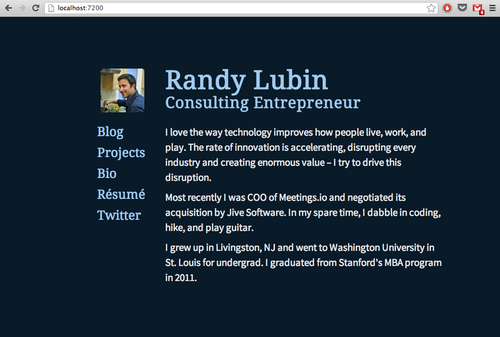 localhost:7200
4
Randy Lubin
Consulting Entrepreneur
Blog
Projects
Bio
Résumé
Twitter
I love the way technology improves how people live, work, and
play. The rate of innovation is accelerating, disrupting every
industry and creating enormous value – I try to drive this
disruption.
Most recently I was COO of Meetings.io and negotiated its
acquisition by Jive Software. In my spare time, I dabble in coding,
hike, and play guitar.
I grew up in Livingston, NJ and went to Washington University in
St. Louis for undergrad. I graduated from Stanford's MBA program
in 2011.